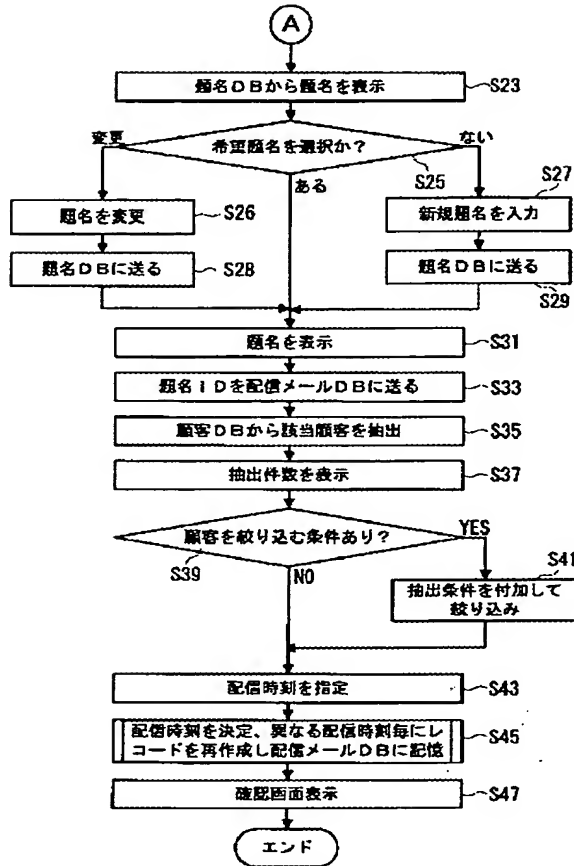 A
題名DBから題名を表示
S23
変更
希望題名を選択か？
ない
S25
ある
S26
S27
題名を変更
新規題名を入力
題名DBに送る
S28
題名DBに送る
S29
題名を表示
S31
題名IDを配信メールDBに送る
S33
顧客DBから該当顧客を抽出
S35
抽出件数を表示
S37
顧客を絞り込む条件あり？
YES
S39
NO
S41
抽出条件を付加して
絞り込み
配信時刻を指定
S43
配信時刻を決定、異なる配信時刻毎にレ
コードを再作成し配信メールDBに記憶
S45
確認画面表示
S47
エンド